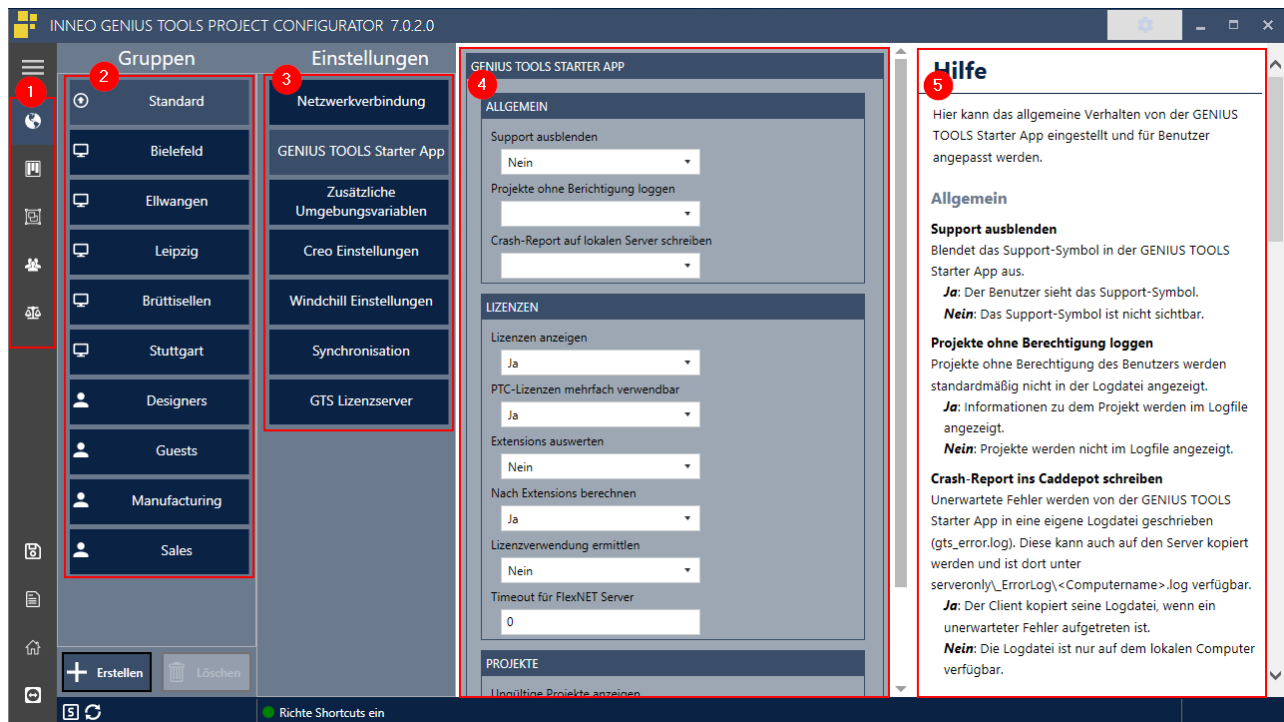 INNEO GENIUS TOOLS PROJECT CONFIGURATOR 7.0.2.0
1
Gruppen
2
Standard
Bielefeld
Ellwangen
Leipzig
Brüttisellen
Stuttgart
Designers
Guests
Manufacturing
Sales
Erstellen
Löschen
Einstellungen
3
Netzwerkverbindung
GENIUS TOOLS Starter App
Zusätzliche
Umgebungsvariablen
Creo Einstellungen
Windchill Einstellungen
Synchronisation
GTS Lizenzserver
GENIUS TOOLS STARTER APP
4
ALLGEMEIN
Support ausblenden
Nein
Projekte ohne Berichtigung loggen
Crash-Report auf lokalen Server schreiben
LIZENZEN
Lizenzen anzeigen
Ja
PTC-Lizenzen mehrfach verwendbar
Ja
Extensions auswerten
Nein
Nach Extensions berechnen
Ja
Lizenzverwendung ermittlen
Nein
Timeout für FlexNET Server
0
PROJEKTE
Ungültige Projekte anzeigen
Hilfe
5
Hier kann das allgemeine Verhalten von der GENIUS
TOOLS Starter App eingestellt und für Benutzer
angepasst werden.
Allgemein
Support ausblenden
Blendet das Support-Symbol in der GENIUS TOOLS
Starter App aus.
Ja: Der Benutzer sieht das Support-Symbol.
Nein: Das Support-Symbol ist nicht sichtbar.
Projekte ohne Berechtigung loggen
Projekte ohne Berechtigung des Benutzers werden
standardmäßig nicht in der Logdatei angezeigt.
Ja: Informationen zu dem Projekt werden im Logfile
angezeigt.
Nein: Projekte werden nicht im Logfile angezeigt.
Crash-Report ins Caddepot schreiben
Unerwartete Fehler werden von der GENIUS TOOLS
Starter App in eine eigene Logdatei geschrieben
(gts_error.log). Diese kann auch auf den Server kopiert
werden und ist dort unter
serveronly\_ErrorLog\<Computername>.log verfügbar.
Ja: Der Client kopiert seine Logdatei, wenn ein
unerwarteter Fehler aufgetreten ist.
Nein: Die Logdatei ist nur auf dem lokalen Computer
verfügbar.
S
Richte Shortcuts ein